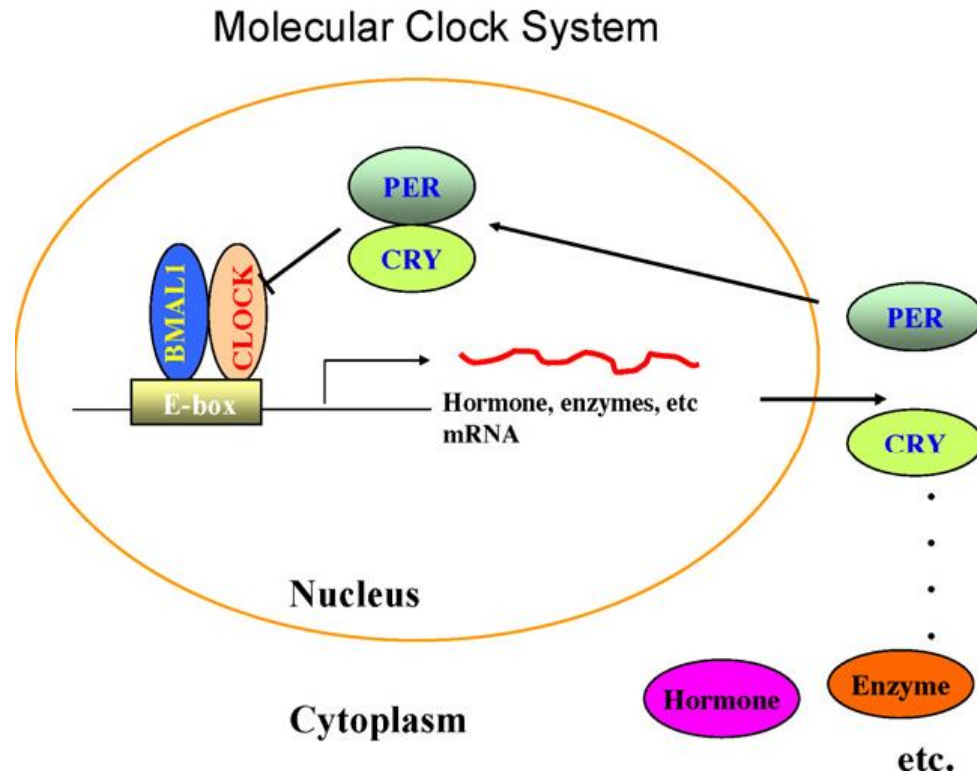 Molecular Clock System
PER
CRY
BMAL1
CLOCK
E-box
Hormone, enzymes, etc
mRNA
PER
CRY
Nucleus
Cytoplasm
Hormone
Enzyme
etc.